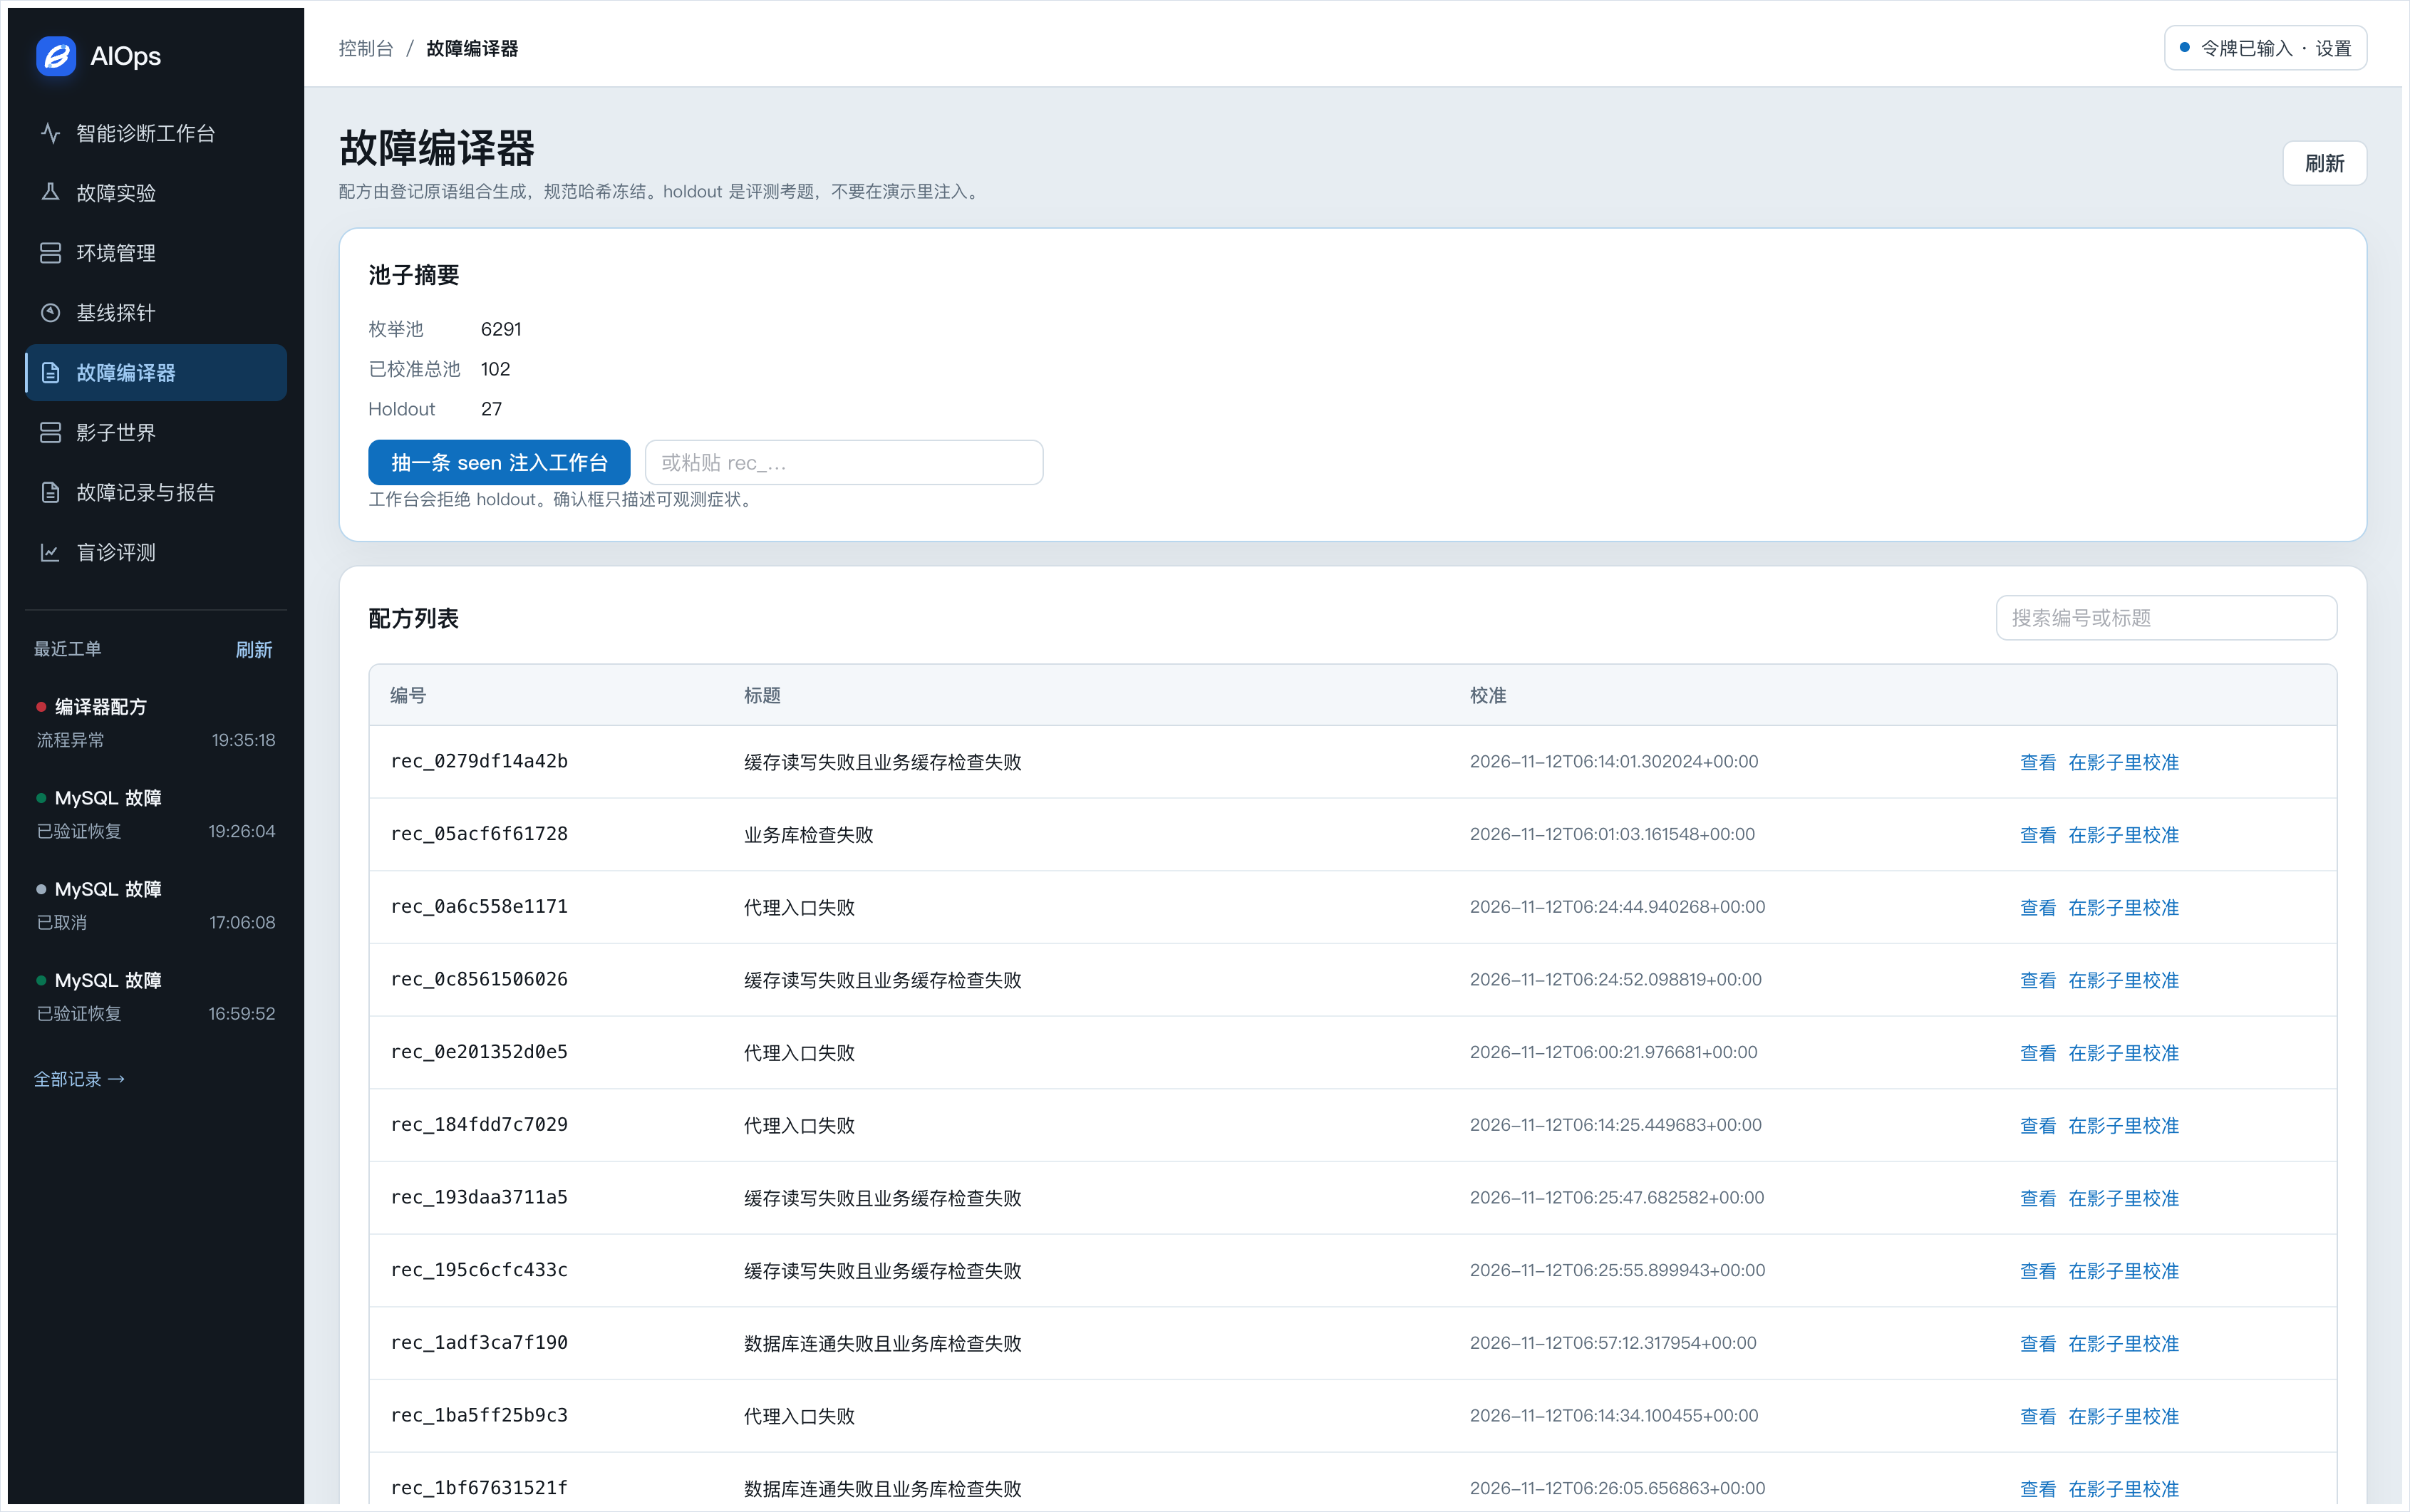 AIOps
智能诊断工作台
故障实验
环境管理
基线探针
故障编译器
影子世界
故障记录与报告
盲诊评测
最近工单 刷新
编译器配方
流程异常 19:35:18
MySQL 故障
已验证恢复 19:26:04
MySQL 故障
已取消 17:06:08
MySQL 故障
已验证恢复 16:59:52
全部记录 →
控制台 / 故障编译器
令牌已输入 · 设置
故障编译器
配方由登记原语组合生成，规范哈希冻结。holdout 是评测考题，不要在演示里注入。
刷新
池子摘要
枚举池 6291
已校准总池 102
Holdout 27
抽一条 seen 注入工作台 或粘贴 rec_...
工作台会拒绝 holdout。确认框只描述可观测症状。
配方列表 搜索编号或标题
编号 标题 校准
rec_0279df14a42b 缓存读写失败且业务缓存检查失败 2026-11-12T06:14:01.302024+00:00 查看 在影子里校准
rec_05acf6f61728 业务库检查失败 2026-11-12T06:01:03.161548+00:00 查看 在影子里校准
rec_0a6c558e1171 代理入口失败 2026-11-12T06:24:44.940268+00:00 查看 在影子里校准
rec_0c8561506026 缓存读写失败且业务缓存检查失败 2026-11-12T06:24:52.098819+00:00 查看 在影子里校准
rec_0e201352d0e5 代理入口失败 2026-11-12T06:00:21.976681+00:00 查看 在影子里校准
rec_184fdd7c7029 代理入口失败 2026-11-12T06:14:25.449683+00:00 查看 在影子里校准
rec_193daa3711a5 缓存读写失败且业务缓存检查失败 2026-11-12T06:25:47.682582+00:00 查看 在影子里校准
rec_195c6cfc433c 缓存读写失败且业务缓存检查失败 2026-11-12T06:25:55.899943+00:00 查看 在影子里校准
rec_1adf3ca7f190 数据库连通失败且业务库检查失败 2026-11-12T06:57:12.317954+00:00 查看 在影子里校准
rec_1ba5ff25b9c3 代理入口失败 2026-11-12T06:14:34.100455+00:00 查看 在影子里校准
rec_1bf67631521f 数据库连通失败且业务库检查失败 2026-11-12T06:26:05.656863+00:00 查看 在影子里校准